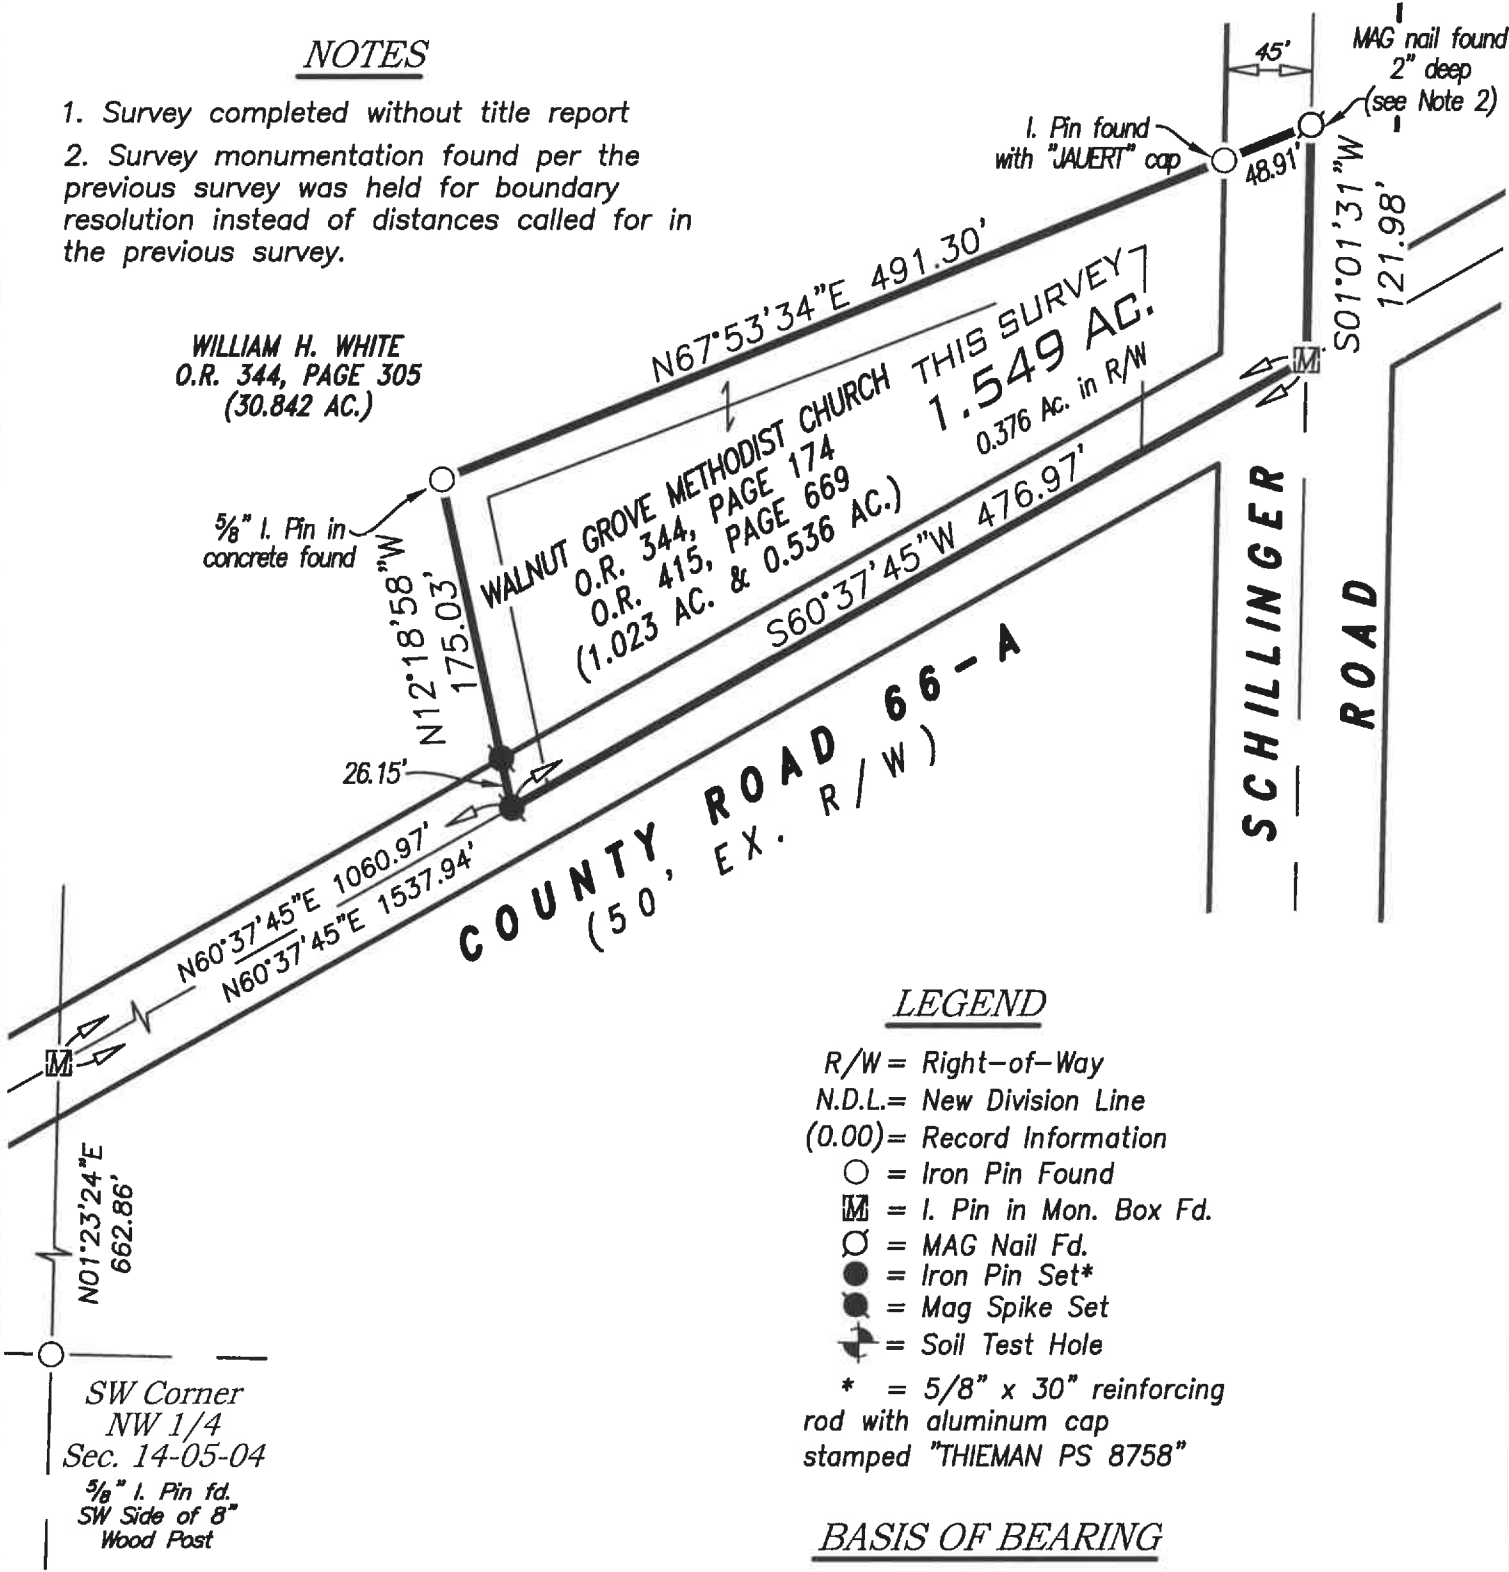 NOTES
1. Survey completed without title report
2. Survey monumentation found per the
previous survey was held for boundary
resolution instead of distances called for in
the previous survey.
45'
MAG nail found
2" deep
(see Note 2)
I. Pin found
with "JAUERT" cap
48.91'
S01°01'31"W
121.98'
WILLIAM H. WHITE
O.R. 344, PAGE 305
(30.842 AC.)
N67°53'34"E 491.30'
THIS SURVEY
1.549 AC.
0.376 Ac. in R/W
WALNUT GROVE METHODIST CHURCH
O.R. 344, PAGE 174
O.R. 415, PAGE 669
(1.023 AC. & 0.536 AC.)
5/8" I. Pin in
concrete found
N12°18'58"W
175.03'
S60°37'45"W 476.97'
26.15'
COUNTY ROAD 66-A
(50' EX. R/W)
SCHILLINGER
ROAD
N60°37'45"E 1060.97'
N60°37'45"E 1537.94'
M
M
N01°23'24"E
662.86'
SW Corner
NW 1/4
Sec. 14-05-04
5/8" I. Pin fd.
SW Side of 8"
Wood Post
LEGEND
R/W = Right-of-Way
N.D.L.= New Division Line
(0.00)= Record Information
= Iron Pin Found
M = I. Pin in Mon. Box Fd.
= MAG Nail Fd.
= Iron Pin Set*
= Mag Spike Set
= Soil Test Hole
* = 5/8" x 30" reinforcing
rod with aluminum cap
stamped "THIEMAN PS 8758"
BASIS OF BEARING